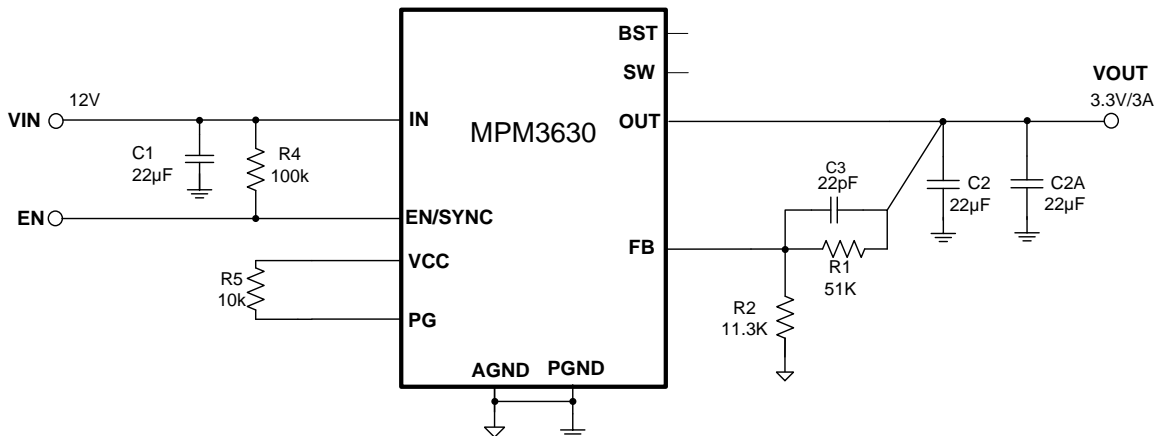 BST
SW
VOUT
3.3V/3A
VIN
12V
IN
MPM3630
OUT
C1
22µF
R4
100k
C3
22pF
C2
22µF
C2A
22µF
EN
EN/SYNC
FB
R1
51K
VCC
R5
10k
PG
R2
11.3K
AGND
PGND